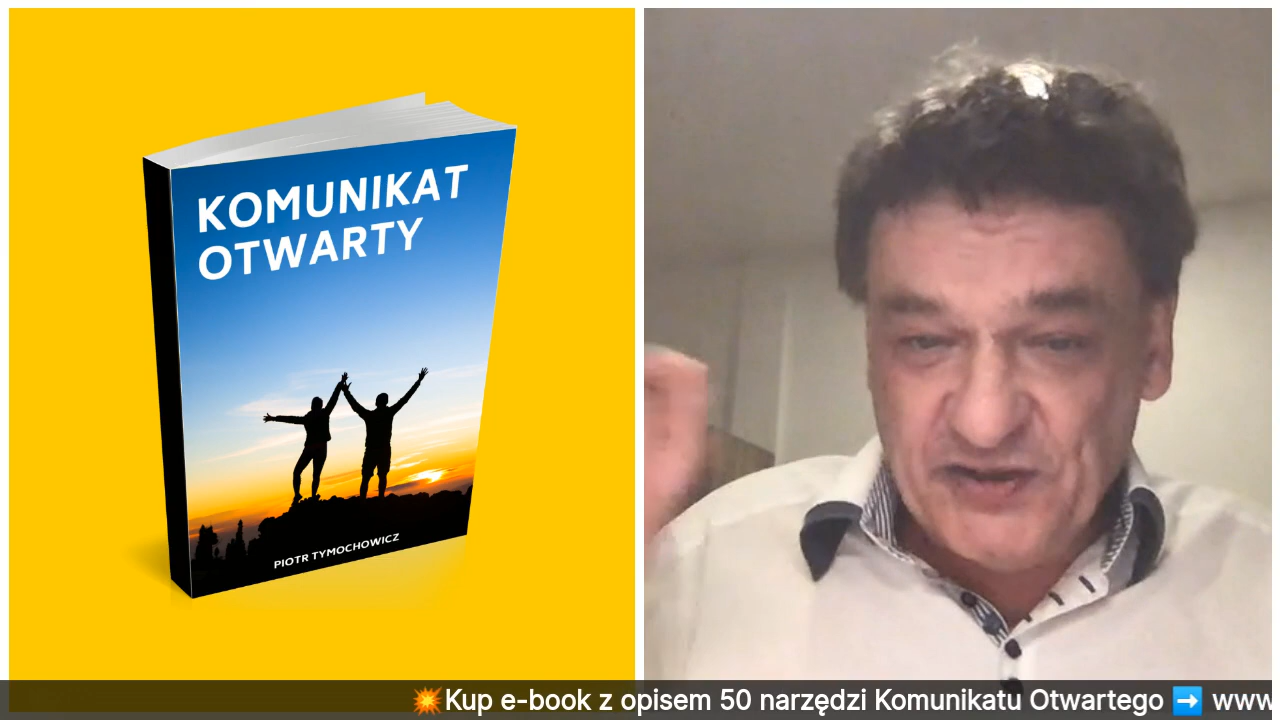 KOMUNIKAT
OTWARTY
PIOTR TYMOCHOWICZ
💥Kup e-book z opisem 50 narzędzi Komunikatu Otwartego ➡️ www